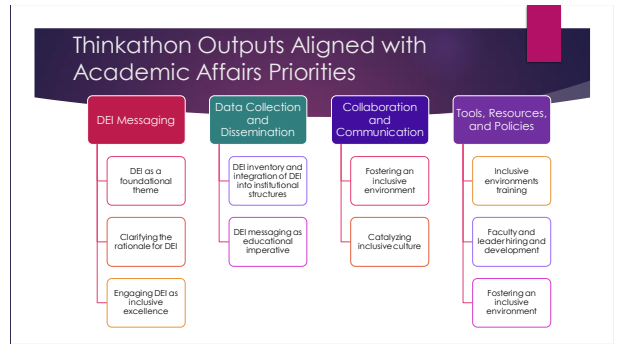 Thinkathon Outputs Aligned with
Academic Affairs Priorities
DEI Messaging
DEI as a
foundational
theme
Clarifying the
rationale for DEI
Engaging DEI as
inclusive
excellence
Data Collection
and
Dissemination
DEI inventory and
integration of DEI
into institutional
structures
DEI messaging as
educational
imperative
Collaboration
and
Communication
Fostering an
inclusive
environment
Catalyzing
inclusive culture
Tools, Resources,
and Policies
Inclusive
environments
training
Faculty and
leader hiring and
development
Fostering an
inclusive
environment